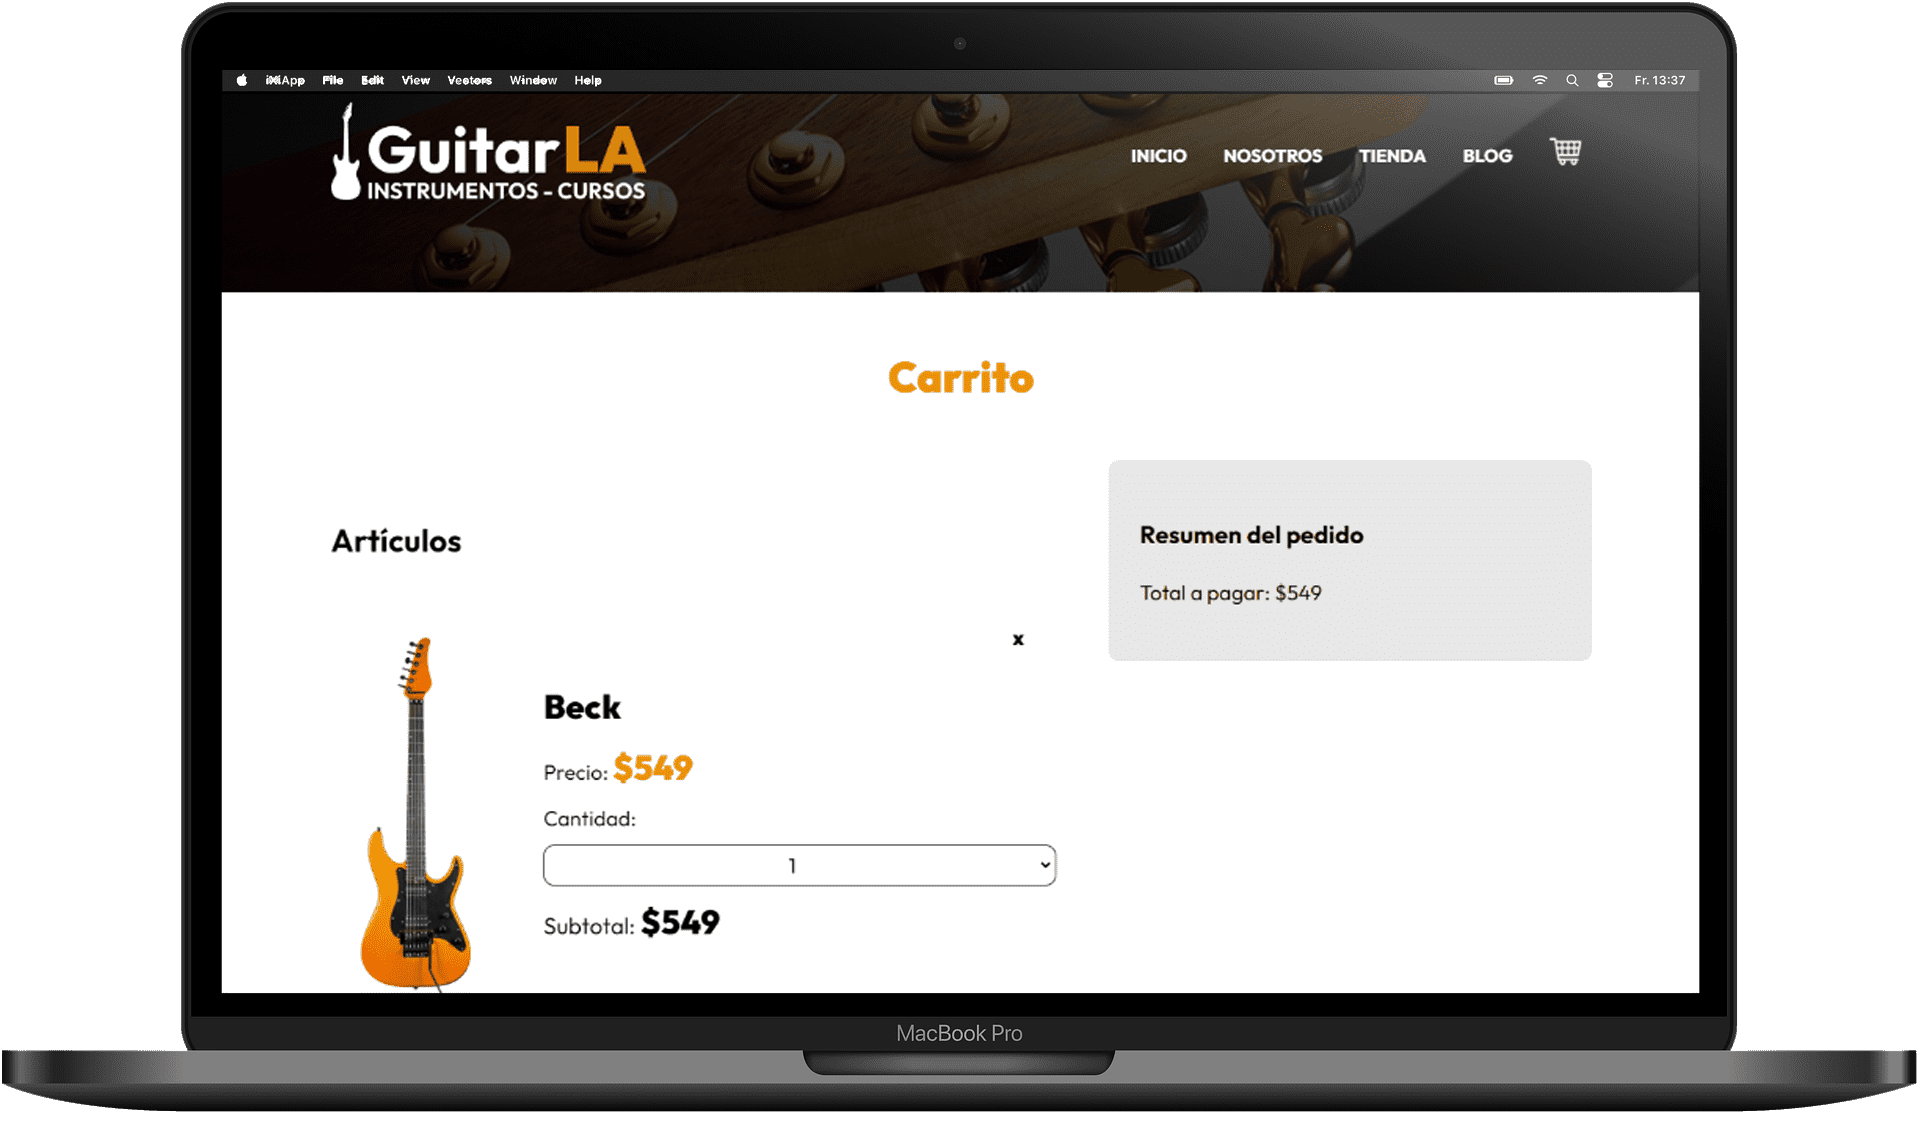 File Edit View Vectors Window Help
Fr. 13:37
GuitarLA
INSTRUMENTOS - CURSOS
INICIO NOSOTROS TIENDA BLOG
Carrito
Artículos
Resumen del pedido
Total a pagar: $549
x
Beck
Precio: $549
Cantidad:
1
Subtotal: $549
MacBook Pro